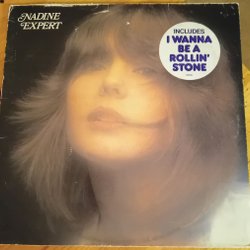 NADINE
EXPERT
INCLUDES
I WANNA
BE A
ROLLIN'
STONE